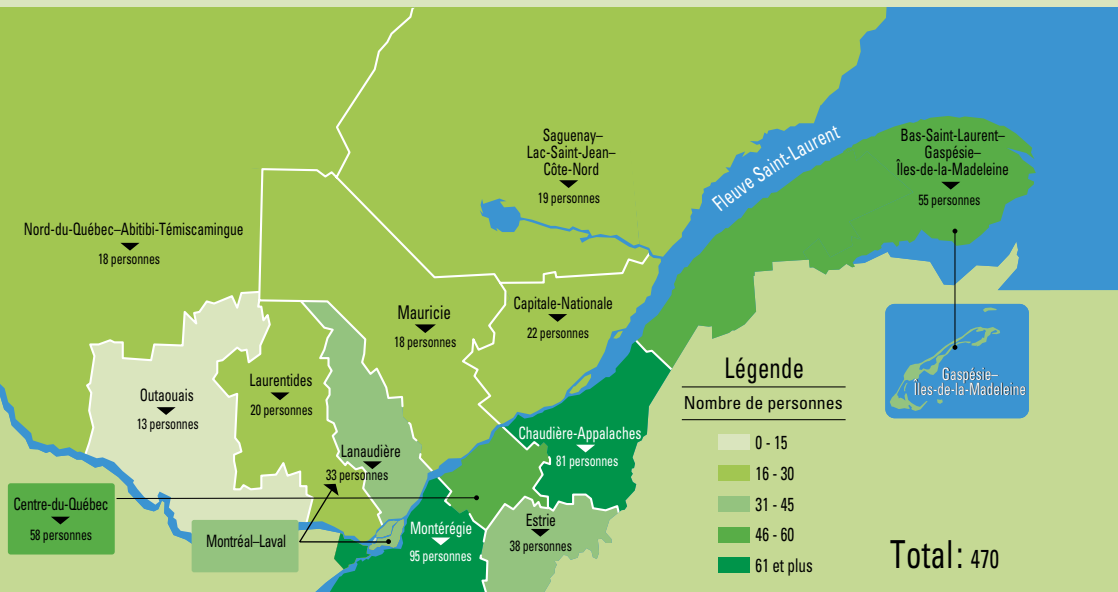 Saguenay–
Lac-Saint-Jean–
Côte-Nord
19 personnes
Fleuve Saint-Laurent
Bas-Saint-Laurent–
Gaspésie–
Îles-de-la-Madeleine
55 personnes
Nord-du-Québec–Abitibi-Témiscamingue
18 personnes
Mauricie
18 personnes
Capitale-Nationale
22 personnes
Outaouais
13 personnes
Laurentides
20 personnes
Lanaudière
33 personnes
Chaudière-Appalaches
81 personnes
Centre-du-Québec
58 personnes
Montréal–Laval
Montérégie
95 personnes
Estrie
38 personnes
Gaspésie–
Îles-de-la-Madeleine
Légende
Nombre de personnes
0 - 15
16 - 30
31 - 45
46 - 60
61 et plus
Total: 470